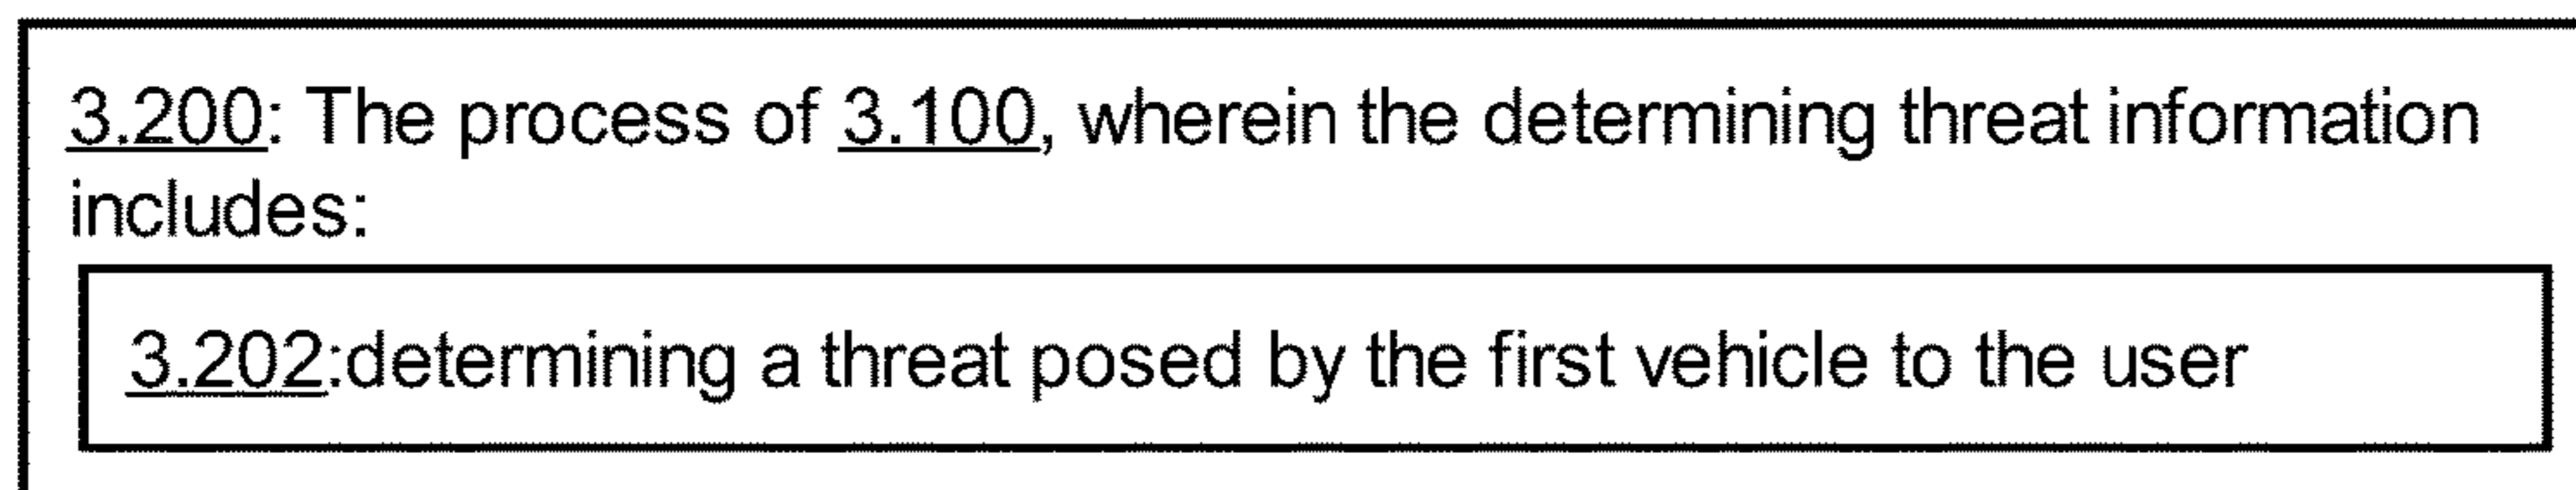 3.200: The process of 3.100, wherein the determining threat information
includes:
3.202:determining a threat posed by the first vehicle to the user